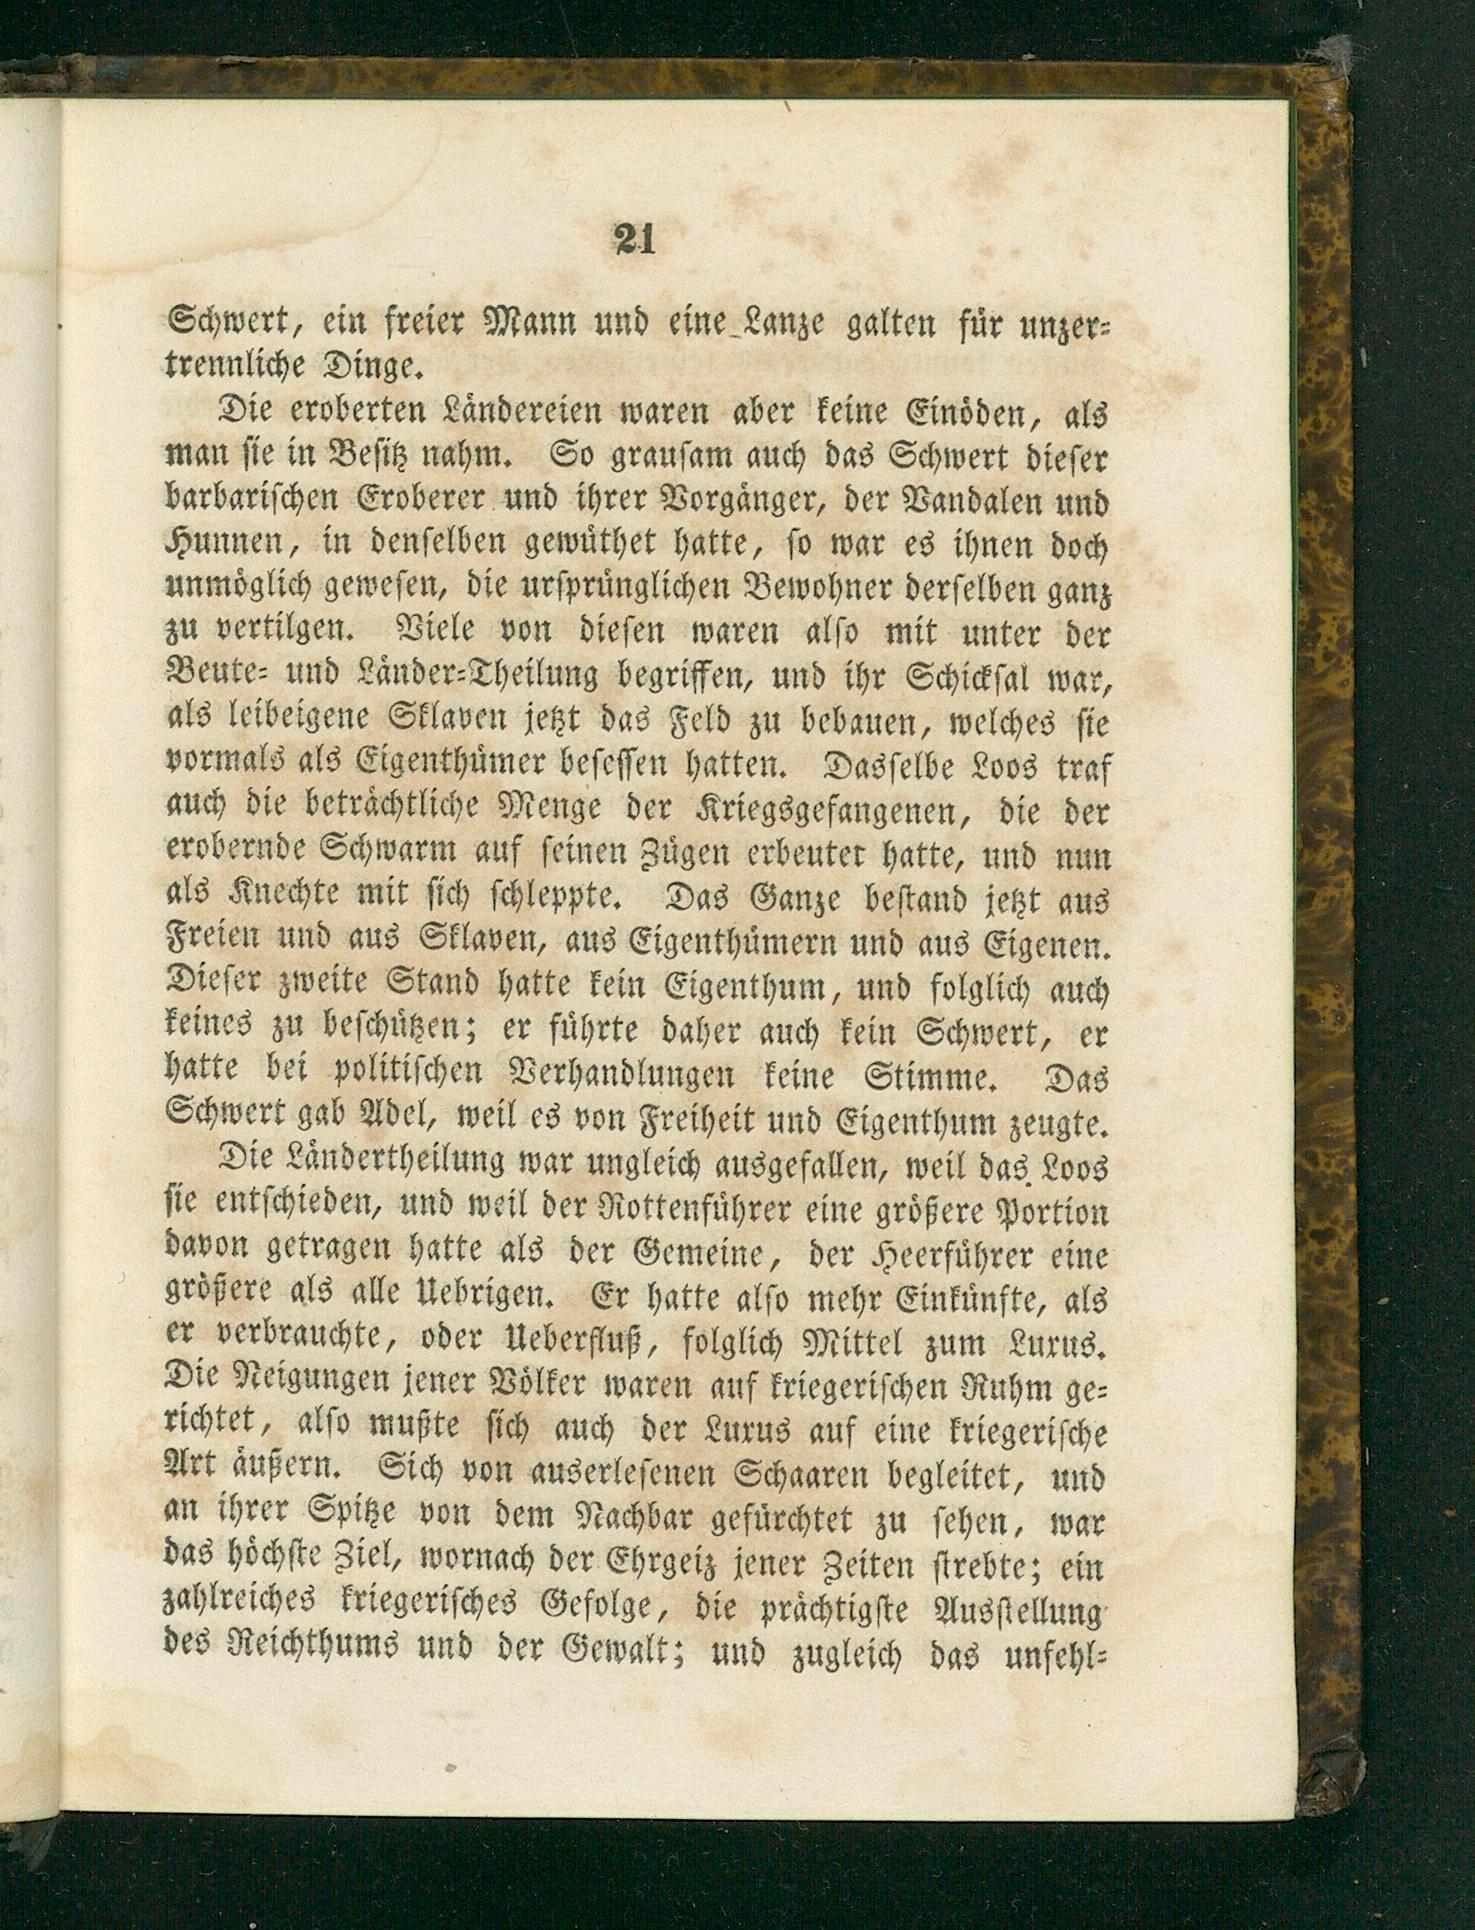 21
Schwert, ein freier Mann und eine Lanze galten für unzer-
trennliche Dinge.
Die eroberten Ländereien waren aber keine Einöden, als
man sie in Besitz nahm. So grausam auch das Schwert dieser
barbarischen Eroberer und ihrer Vorgänger, der Vandalen und
Hunnen, in denselben gewüthet hatte, so war es ihnen doch
unmöglich gewesen, die ursprünglichen Bewohner derselben ganz
zu vertilgen. Viele von diesen waren also mit unter der
Beute- und Länder-Theilung begriffen, und ihr Schicksal war,
als leibeigene Sklaven jetzt das Feld zu bebauen, welches sie
vormals als Eigenthümer besessen hatten. Dasselbe Loos traf
auch die beträchtliche Menge der Kriegsgefangenen, die der
erobernde Schwarm auf seinen Zügen erbeutet hatte, und nun
als Knechte mit sich schleppte. Das Ganze bestand jetzt aus
Freien und aus Sklaven, aus Eigenthümern und aus Eigenen.
Dieser zweite Stand hatte kein Eigenthum, und folglich auch
keines zu beschützen; er führte daher auch kein Schwert, er
hatte bei politischen Verhandlungen keine Stimme. Das
Schwert gab Adel, weil es von Freiheit und Eigenthum zeugte.
Die Ländertheilung war ungleich ausgefallen, weil das Loos
sie entschieden, und weil der Rottenführer eine größere Portion
davon getragen hatte als der Gemeine, der Heerführer eine
größere als alle Uebrigen. Er hatte also mehr Einkünfte, als
er verbrauchte, oder Ueberfluß, folglich Mittel zum Luxus.
Die Neigungen jener Völker waren auf kriegerischen Ruhm ge-
richtet, also mußte sich auch der Luxus auf eine kriegerische
Art äußern. Sich von auserlesenen Schaaren begleitet, und
an ihrer Spitze von dem Nachbar gefürchtet zu sehen, war
das höchste Ziel, wornach der Ehrgeiz jener Zeiten strebte; ein
zahlreiches kriegerisches Gefolge, die prächtigste Ausstellung
des Reichthums und der Gewalt; und zugleich das unfehl-